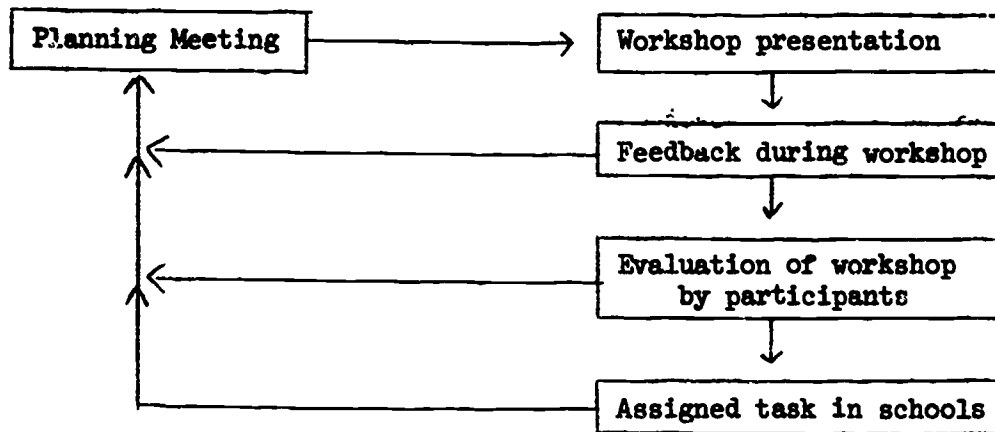 Planning Meeting
Workshop presentation
Feedback during workshop
Evaluation of workshop
by participants
Assigned task in schools